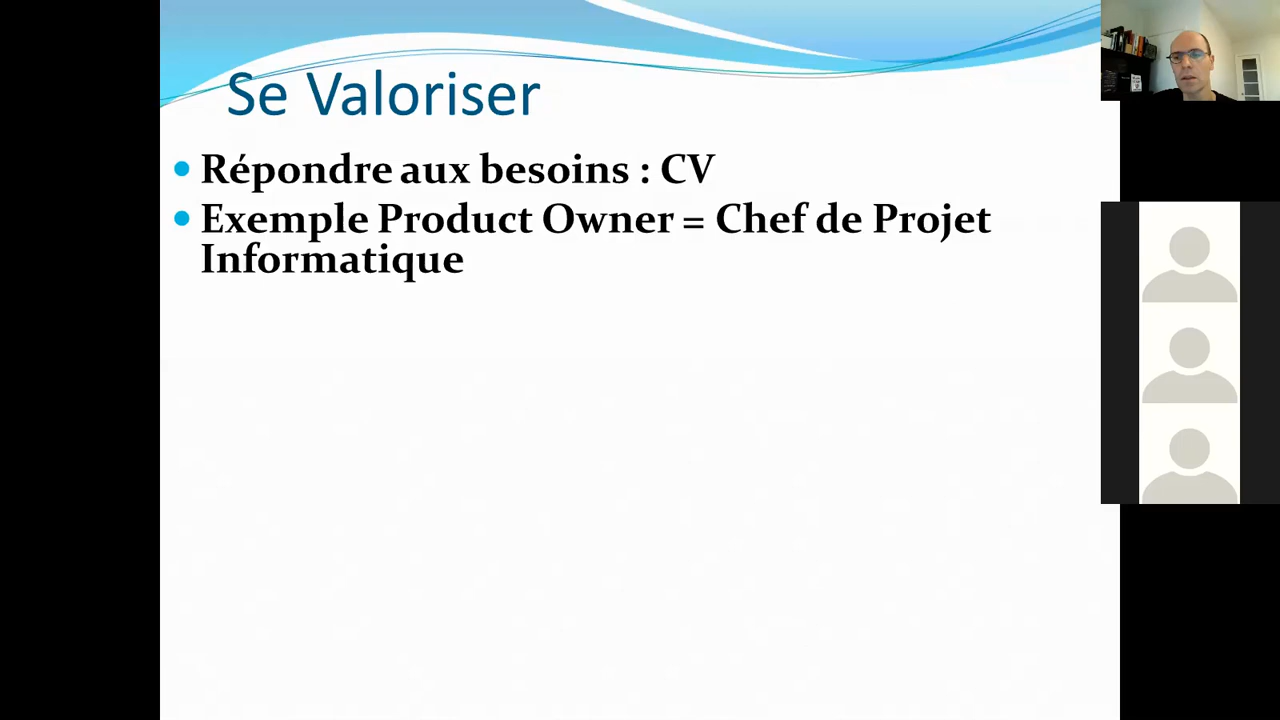 Se Valoriser
Répondre aux besoins : CV
Exemple Product Owner = Chef de Projet
Informatique